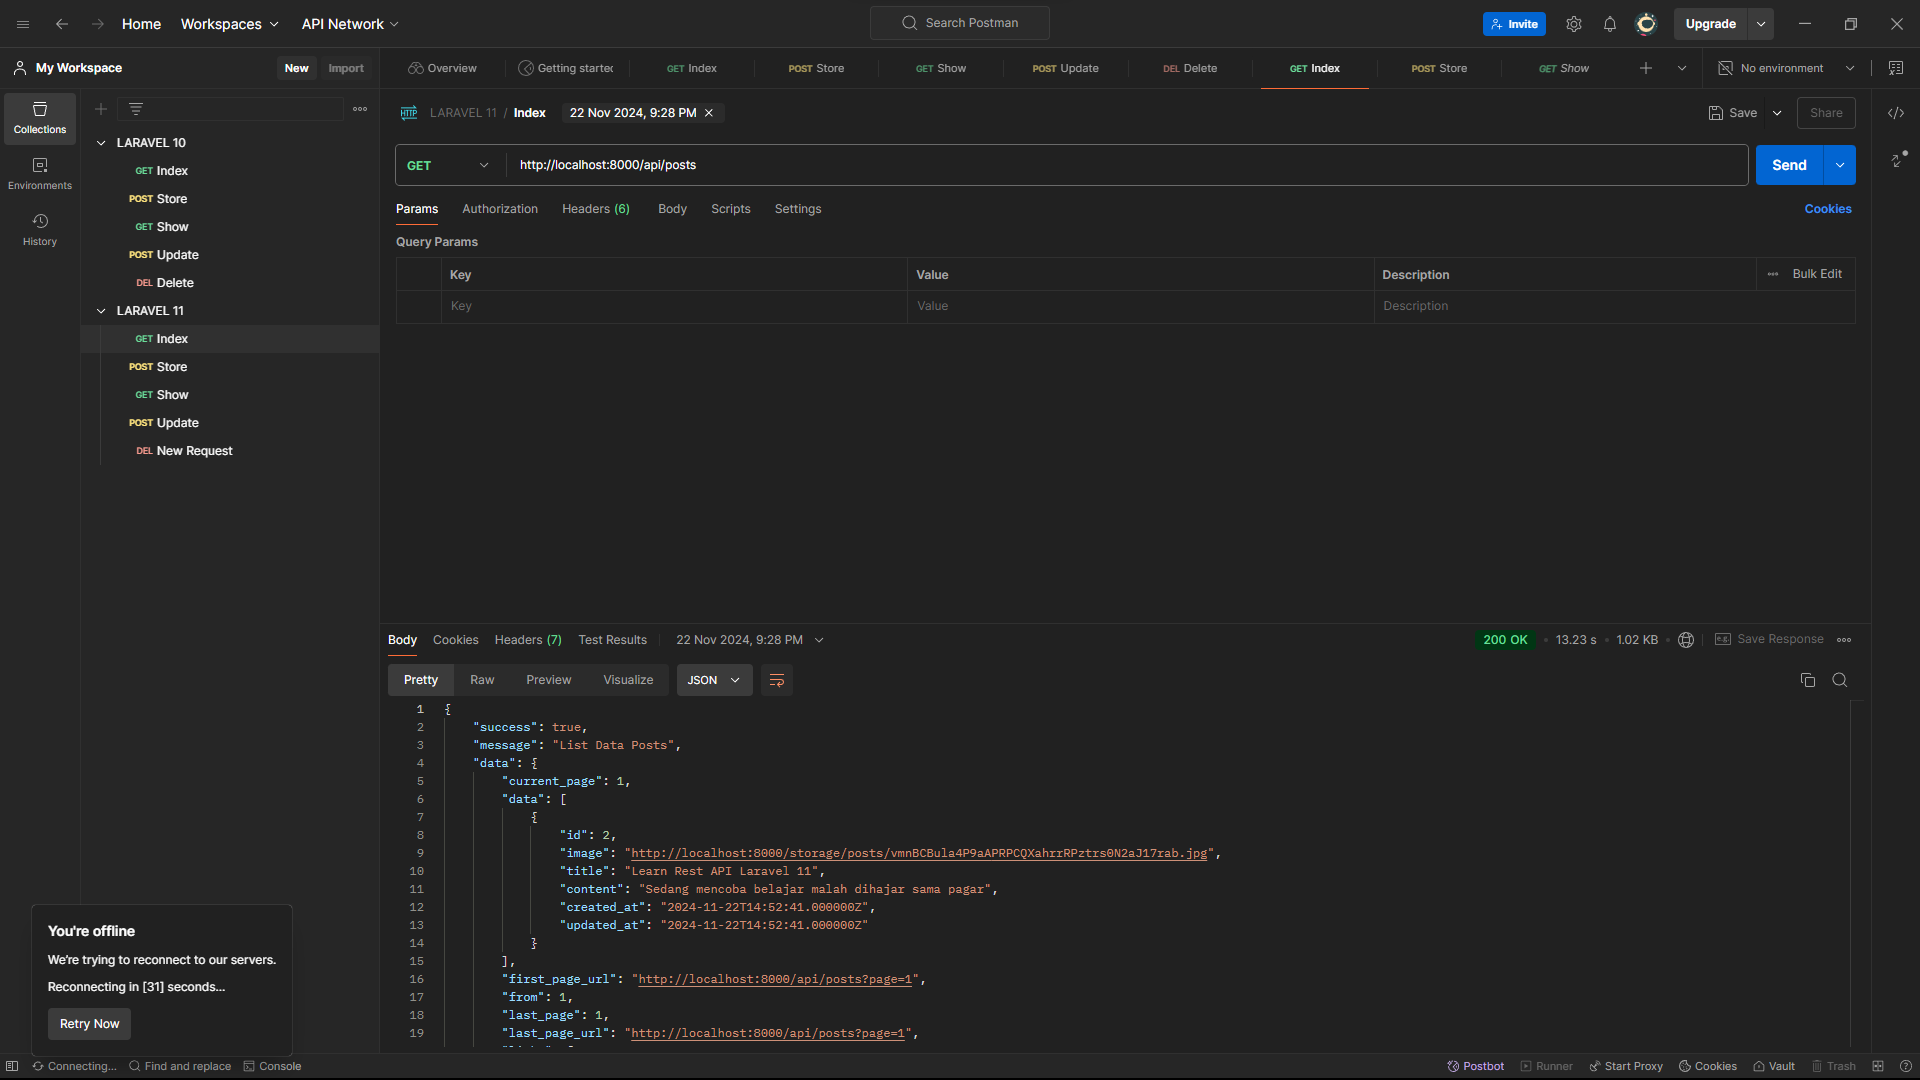 Home Workspaces API Network Search Postman Invite Upgrade
My Workspace New Import Overview Getting started GET Index POST Store GET Show POST Update DEL Delete GET Index POST Store GET Show No environment
Collections
Environments
History
LARAVEL 10
GET Index
POST Store
GET Show
POST Update
DEL Delete
LARAVEL 11
GET Index
POST Store
GET Show
POST Update
DEL New Request
HTTP LARAVEL 11 / Index 22 Nov 2024, 9:28 PM Save Share
GET http://localhost:8000/api/posts Send
Params Authorization Headers (6) Body Scripts Settings Cookies
Query Params
Key Value Description Bulk Edit
Key Value Description
Body Cookies Headers (7) Test Results 22 Nov 2024, 9:28 PM 200 OK 13.23 s 1.02 KB e.g. Save Response
Pretty Raw Preview Visualize JSON
1 {
2 "success": true,
3 "message": "List Data Posts",
4 "data": {
5 "current_page": 1,
6 "data": [
7 {
8 "id": 2,
9 "image": "http://localhost:8000/storage/posts/vmnBCBula4P9aAPRPCQXahrrRPztrs0N2aJ17rab.jpg",
10 "title": "Learn Rest API Laravel 11",
11 "content": "Sedang mencoba belajar malah dihajar sama pagar",
12 "created_at": "2024-11-22T14:52:41.000000Z",
13 "updated_at": "2024-11-22T14:52:41.000000Z"
14 }
15 ],
16 "first_page_url": "http://localhost:8000/api/posts?page=1",
17 "from": 1,
18 "last_page": 1,
19 "last_page_url": "http://localhost:8000/api/posts?page=1",
You're offline
We're trying to reconnect to our servers.
Reconnecting in [31] seconds...
Retry Now
Connecting... Find and replace Console Postbot Runner Start Proxy Cookies Vault Trash